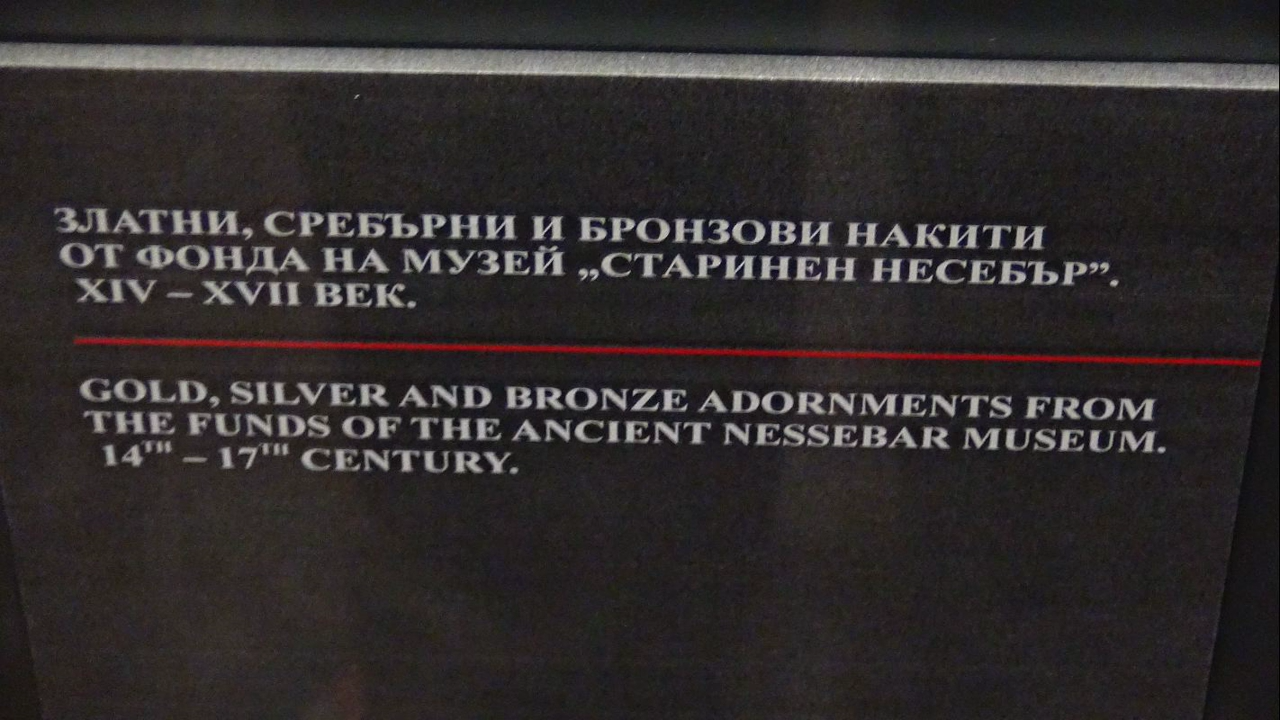 ЗЛАТНИ, СРЕБЪРНИ И БРОНЗОВИ НАКИТИ
ОТ ФОНДА НА МУЗЕЙ „СТАРИНЕН НЕСЕБЪР”.
XIV – XVII ВЕК.
GOLD, SILVER AND BRONZE ADORNMENTS FROM
THE FUNDS OF THE ANCIENT NESSEBAR MUSEUM.
14TH – 17TH CENTURY.